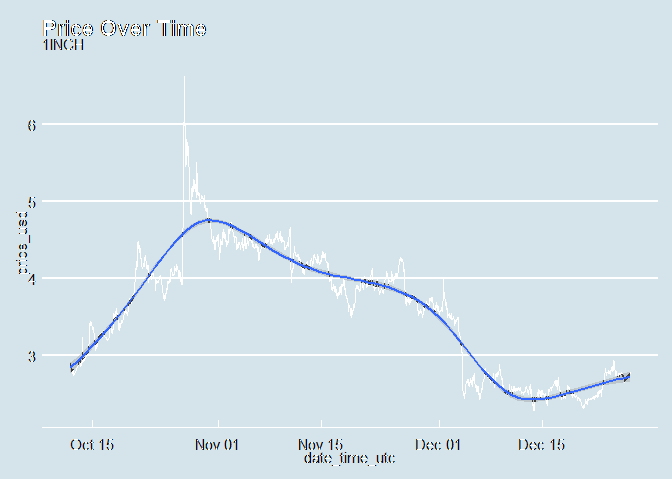 Price Over Time
1INCH
6
5
4
3
price_usd
Oct 15
Nov 01
Nov 15
Dec 01
Dec 15
date_time_utc